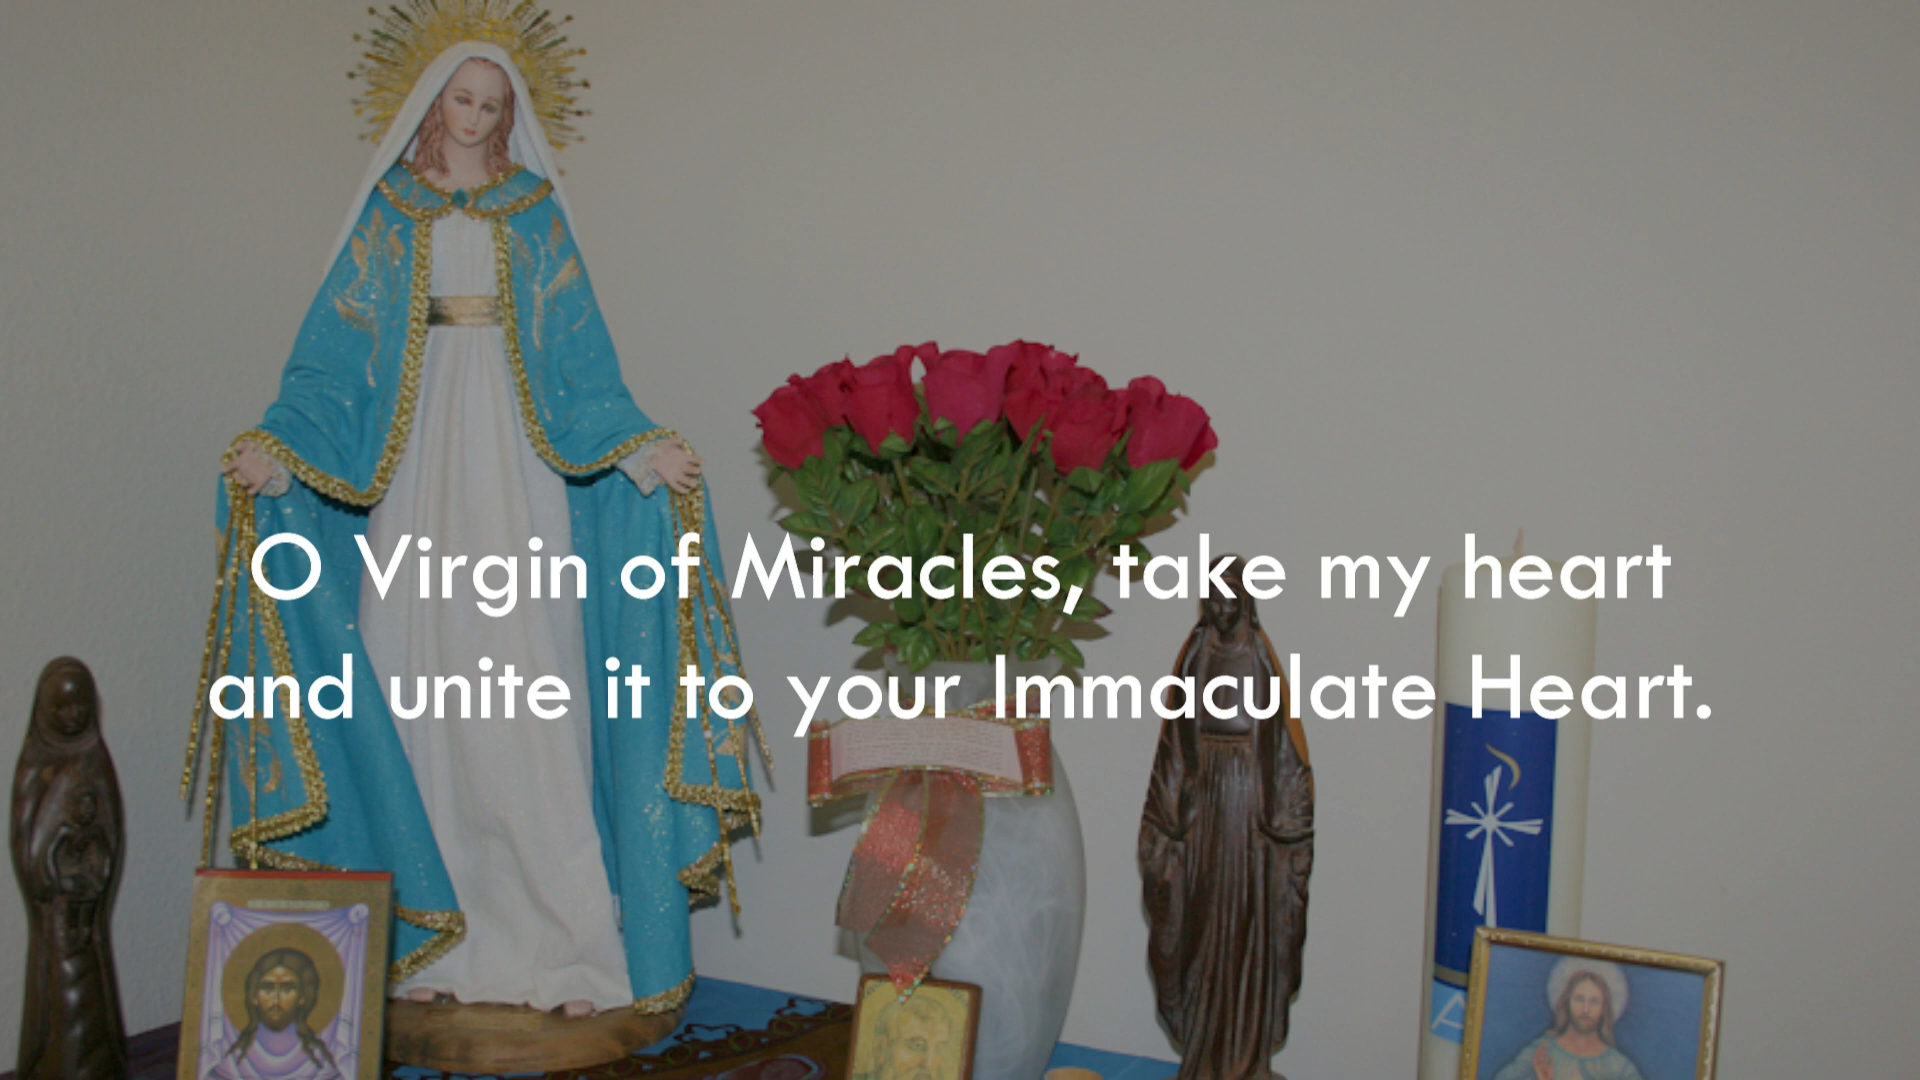 O Virgin of Miracles, take my heart
and unite it to your Immaculate Heart.
A